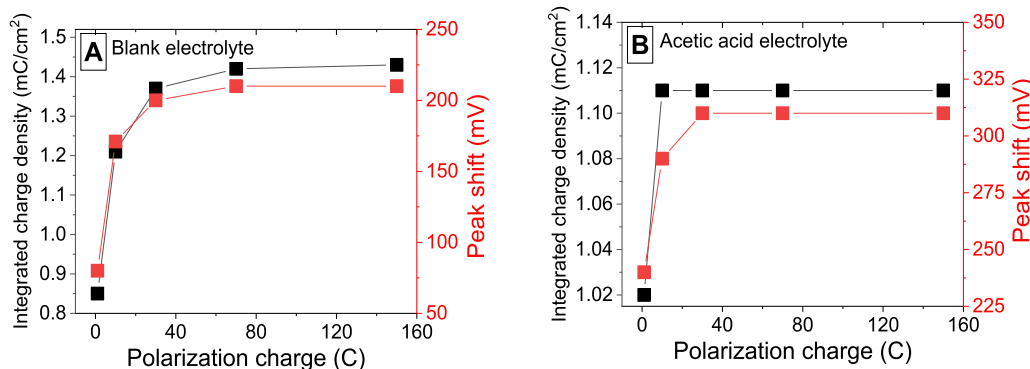 A Blank electrolyte
Integrated charge density (mC/cm²)
1.5
1.4
1.3
1.2
1.1
1.0
0.9
0.8
250
200
150
100
50
Peak shift (mV)
0 40 80 120 160
Polarization charge (C)
B Acetic acid electrolyte
Integrated charge density (mC/cm²)
1.14
1.12
1.10
1.08
1.06
1.04
1.02
350
325
300
275
250
225
Peak shift (mV)
0 40 80 120 160
Polarization charge (C)